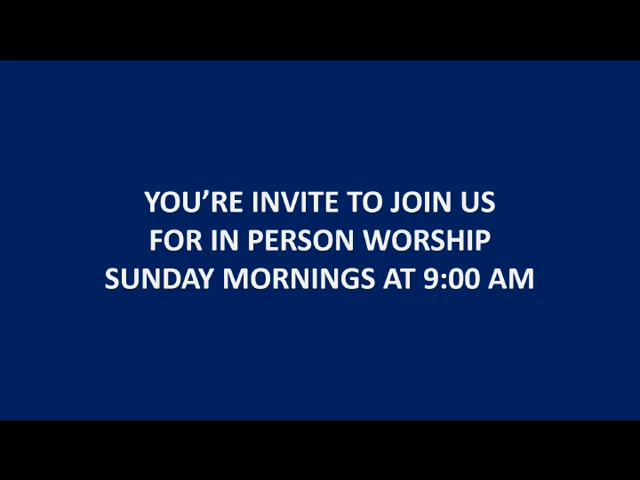 YOU’RE INVITE TO JOIN US
FOR IN PERSON WORSHIP
SUNDAY MORNINGS AT 9:00 AM